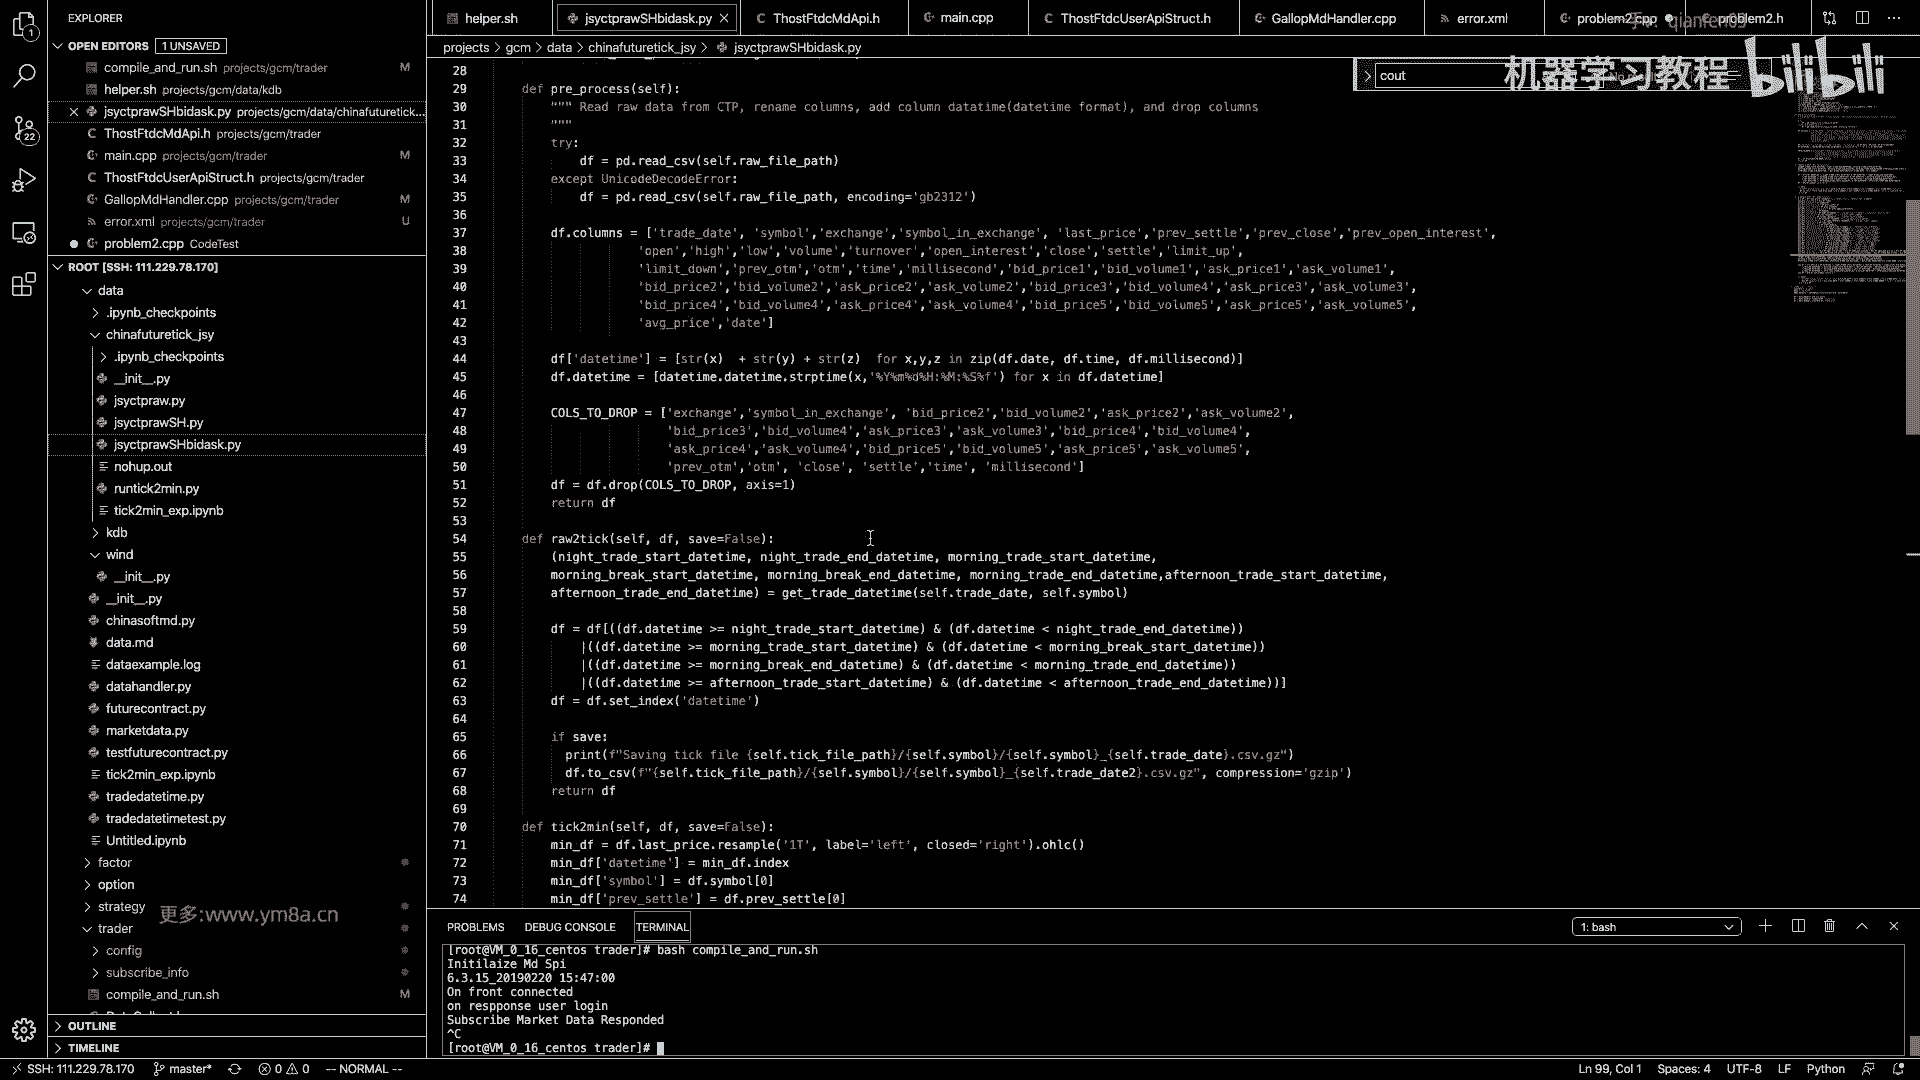 EXPLORER
OPEN EDITORS 1 UNSAVED
compile_and_run.sh projects/gcm/trader M
helper.sh projects/gcm/data/kdb
jsyctprawSHbidask.py projects/gcm/data/chinafuturetick...
ThostFtdcMdApi.h projects/gcm/trader
main.cpp projects/gcm/trader M
ThostFtdcUserApiStruct.h projects/gcm/trader
GallopMdHandler.cpp projects/gcm/trader M
error.xml projects/gcm/trader U
problem2.cpp CodeTest
ROOT [SSH: 111.229.78.170]
data
.ipynb_checkpoints
chinafuturetick_jsy
.ipynb_checkpoints
__init__.py
jsyctpraw.py
jsyctprawSH.py
jsyctprawSHbidask.py
nohup.out
runtick2min.py
tick2min_exp.ipynb
kdb
wind
__init__.py
__init__.py
chinasoftmd.py
data.md
dataexample.log
datahandler.py
futurecontract.py
marketdata.py
testfuturecontract.py
tick2min_exp.ipynb
tradedatetime.py
tradedatetimetest.py
Untitled.ipynb
factor
option
strategy
更多:www.ym8a.cn
trader
config
subscribe_info
compile_and_run.sh M
OUTLINE
TIMELINE
helper.sh jsyctprawSHbidask.py ThostFtdcMdApi.h main.cpp ThostFtdcUserApiStruct.h GallopMdHandler.cpp error.xml problem2.cpp problem2.h
projects > gcm > data > chinafuturetick_jsy > jsyctprawSHbidask.py
cout
机器学习教程 bilibili
28
29 def pre_process(self):
30 """ Read raw data from CTP, rename columns, add column datatime(datetime format), and drop columns
31 """
32 try:
33 df = pd.read_csv(self.raw_file_path)
34 except UnicodeDecodeError:
35 df = pd.read_csv(self.raw_file_path, encoding='gb2312')
36
37 df.columns = ['trade_date', 'symbol','exchange','symbol_in_exchange', 'last_price','prev_settle','prev_close','prev_open_interest',
38 'open','high','low','volume','turnover','open_interest','close','settle','limit_up',
39 'limit_down','prev_otm','otm','time','millisecond','bid_price1','bid_volume1','ask_price1','ask_volume1',
40 'bid_price2','bid_volume2','ask_price2','ask_volume2','bid_price3','bid_volume4','ask_price3','ask_volume3',
41 'bid_price4','bid_volume4','ask_price4','ask_volume4','bid_price5','bid_volume5','ask_price5','ask_volume5',
42 'avg_price','date']
43
44 df['datetime'] = [str(x) + str(y) + str(z) for x,y,z in zip(df.date, df.time, df.millisecond)]
45 df.datetime = [datetime.datetime.strptime(x,'%Y%m%d%H:%M:%S%f') for x in df.datetime]
46
47 COLS_TO_DROP = ['exchange','symbol_in_exchange', 'bid_price2','bid_volume2','ask_price2','ask_volume2',
48 'bid_price3','bid_volume4','ask_price3','ask_volume3','bid_price4','bid_volume4',
49 'ask_price4','ask_volume4','bid_price5','bid_volume5','ask_price5','ask_volume5',
50 'prev_otm','otm', 'close', 'settle','time', 'millisecond']
51 df = df.drop(COLS_TO_DROP, axis=1)
52 return df
53
54 def raw2tick(self, df, save=False):
55 (night_trade_start_datetime, night_trade_end_datetime, morning_trade_start_datetime,
56 morning_break_start_datetime, morning_break_end_datetime, morning_trade_end_datetime,afternoon_trade_start_datetime,
57 afternoon_trade_end_datetime) = get_trade_datetime(self.trade_date, self.symbol)
58
59 df = df[((df.datetime >= night_trade_start_datetime) & (df.datetime < night_trade_end_datetime))
60 |((df.datetime >= morning_trade_start_datetime) & (df.datetime < morning_break_start_datetime))
61 |((df.datetime >= morning_break_end_datetime) & (df.datetime < morning_trade_end_datetime))
62 |((df.datetime >= afternoon_trade_start_datetime) & (df.datetime < afternoon_trade_end_datetime))]
63 df = df.set_index('datetime')
64
65 if save:
66 print(f"Saving tick file {self.tick_file_path}/{self.symbol}/{self.symbol}_{self.trade_date}.csv.gz")
67 df.to_csv(f"{self.tick_file_path}/{self.symbol}/{self.symbol}_{self.trade_date2}.csv.gz", compression='gzip')
68 return df
69
70 def tick2min(self, df, save=False):
71 min_df = df.last_price.resample('1T', label='left', closed='right').ohlc()
72 min_df['datetime'] = min_df.index
73 min_df['symbol'] = df.symbol[0]
74 min_df['prev_settle'] = df.prev_settle[0]
PROBLEMS DEBUG CONSOLE TERMINAL 1: bash
[root@VM_0_16_centos trader]# bash compile_and_run.sh
Initilaize Md Spi
6.3.15_20190220 15:47:00
On front connected
on respponse user login
Subscribe Market Data Responded
^C
[root@VM_0_16_centos trader]#
SSH: 111.229.78.170 master* 0 0 -- NORMAL -- Ln 99, Col 1 Spaces: 4 UTF-8 LF Python
1
22